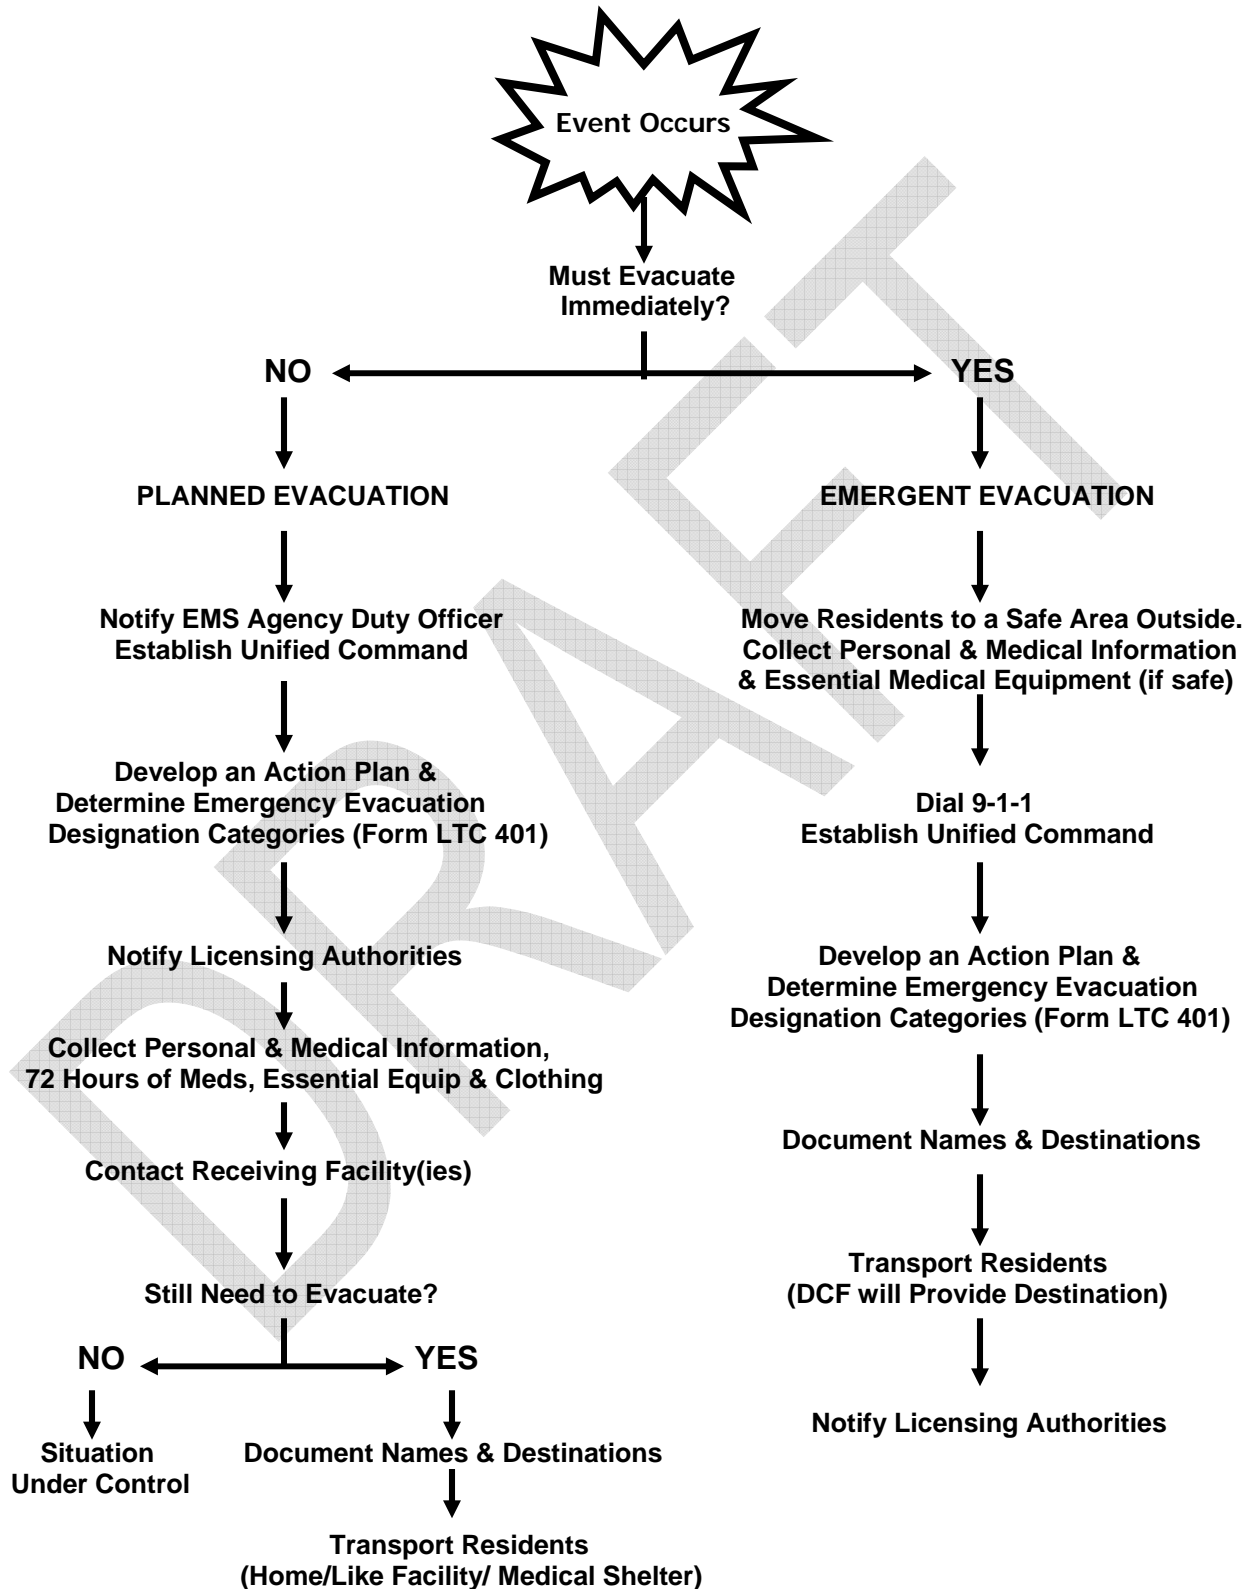 Event Occurs
Must Evacuate
Immediately?
NO
YES
PLANNED EVACUATION
Notify EMS Agency Duty Officer
Establish Unified Command
Develop an Action Plan &
Determine Emergency Evacuation
Designation Categories (Form LTC 401)
Notify Licensing Authorities
Collect Personal & Medical Information,
72 Hours of Meds, Essential Equip & Clothing
Contact Receiving Facility(ies)
Still Need to Evacuate?
NO
YES
Situation
Under Control
Document Names & Destinations
Transport Residents
(Home/Like Facility/ Medical Shelter)
EMERGENT EVACUATION
Move Residents to a Safe Area Outside.
Collect Personal & Medical Information
& Essential Medical Equipment (if safe)
Dial 9-1-1
Establish Unified Command
Develop an Action Plan &
Determine Emergency Evacuation
Designation Categories (Form LTC 401)
Document Names & Destinations
Transport Residents
(DCF will Provide Destination)
Notify Licensing Authorities
DRAFT